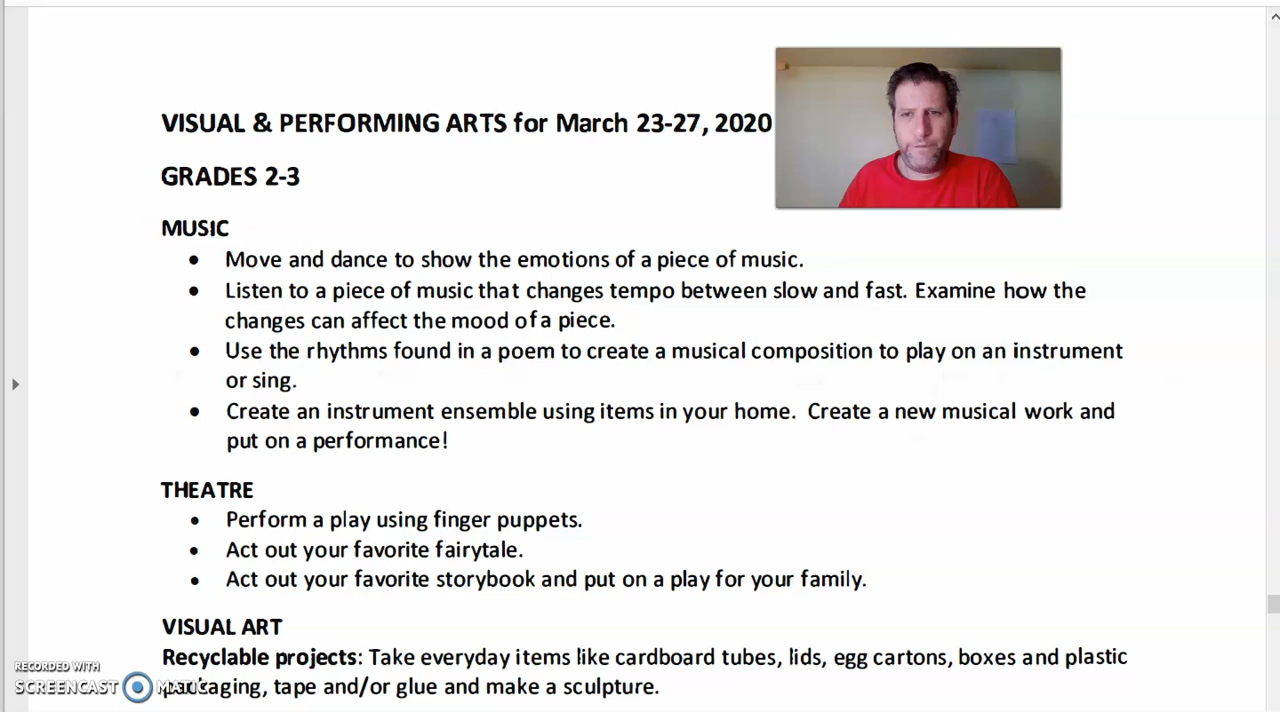 VISUAL & PERFORMING ARTS for March 23-27, 2020
GRADES 2-3
MUSIC
• Move and dance to show the emotions of a piece of music.
• Listen to a piece of music that changes tempo between slow and fast. Examine how the
changes can affect the mood of a piece.
• Use the rhythms found in a poem to create a musical composition to play on an instrument
or sing.
• Create an instrument ensemble using items in your home. Create a new musical work and
put on a performance!
THEATRE
• Perform a play using finger puppets.
• Act out your favorite fairytale.
• Act out your favorite storybook and put on a play for your family.
VISUAL ART
Recyclable projects: Take everyday items like cardboard tubes, lids, egg cartons, boxes and plastic
packaging, tape and/or glue and make a sculpture.
RECORDED WITH
SCREENCAST MATIC